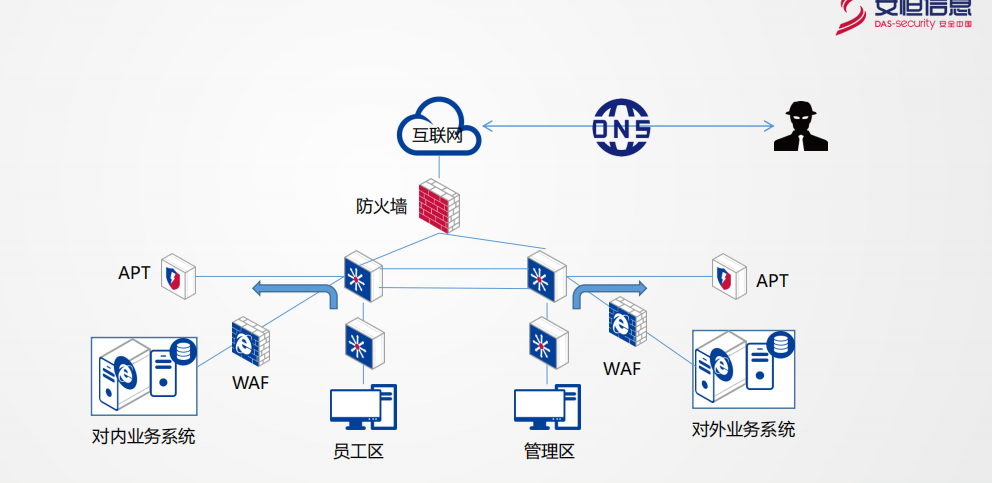 安恒信息
DAS-security 安全中国
互联网
DNS
防火墙
APT
APT
WAF
WAF
对内业务系统
员工区
管理区
对外业务系统